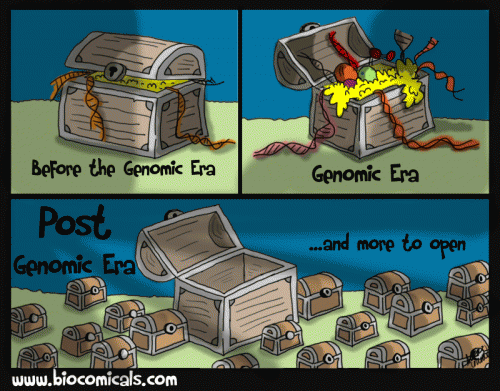 Before the Genomic Era
Genomic Era
Post
Genomic Era
...and more to open
www.biocomicals.com